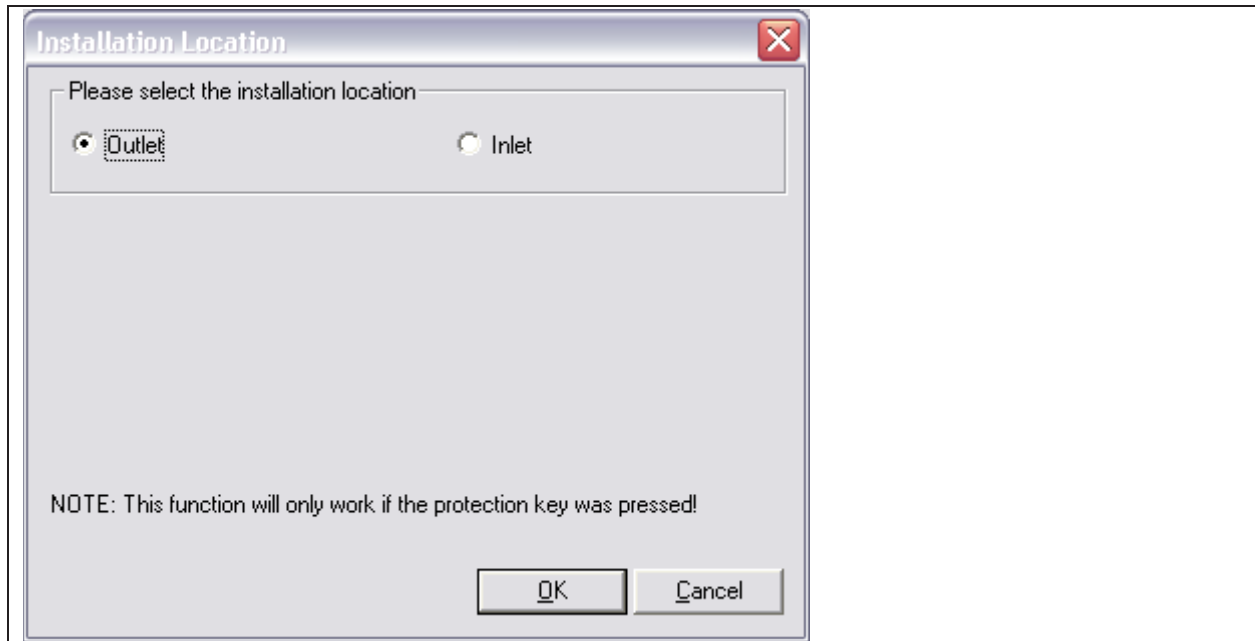 Installation Location
Please select the installation location
Outlet Inlet
NOTE: This function will only work if the protection key was pressed!
OK Cancel